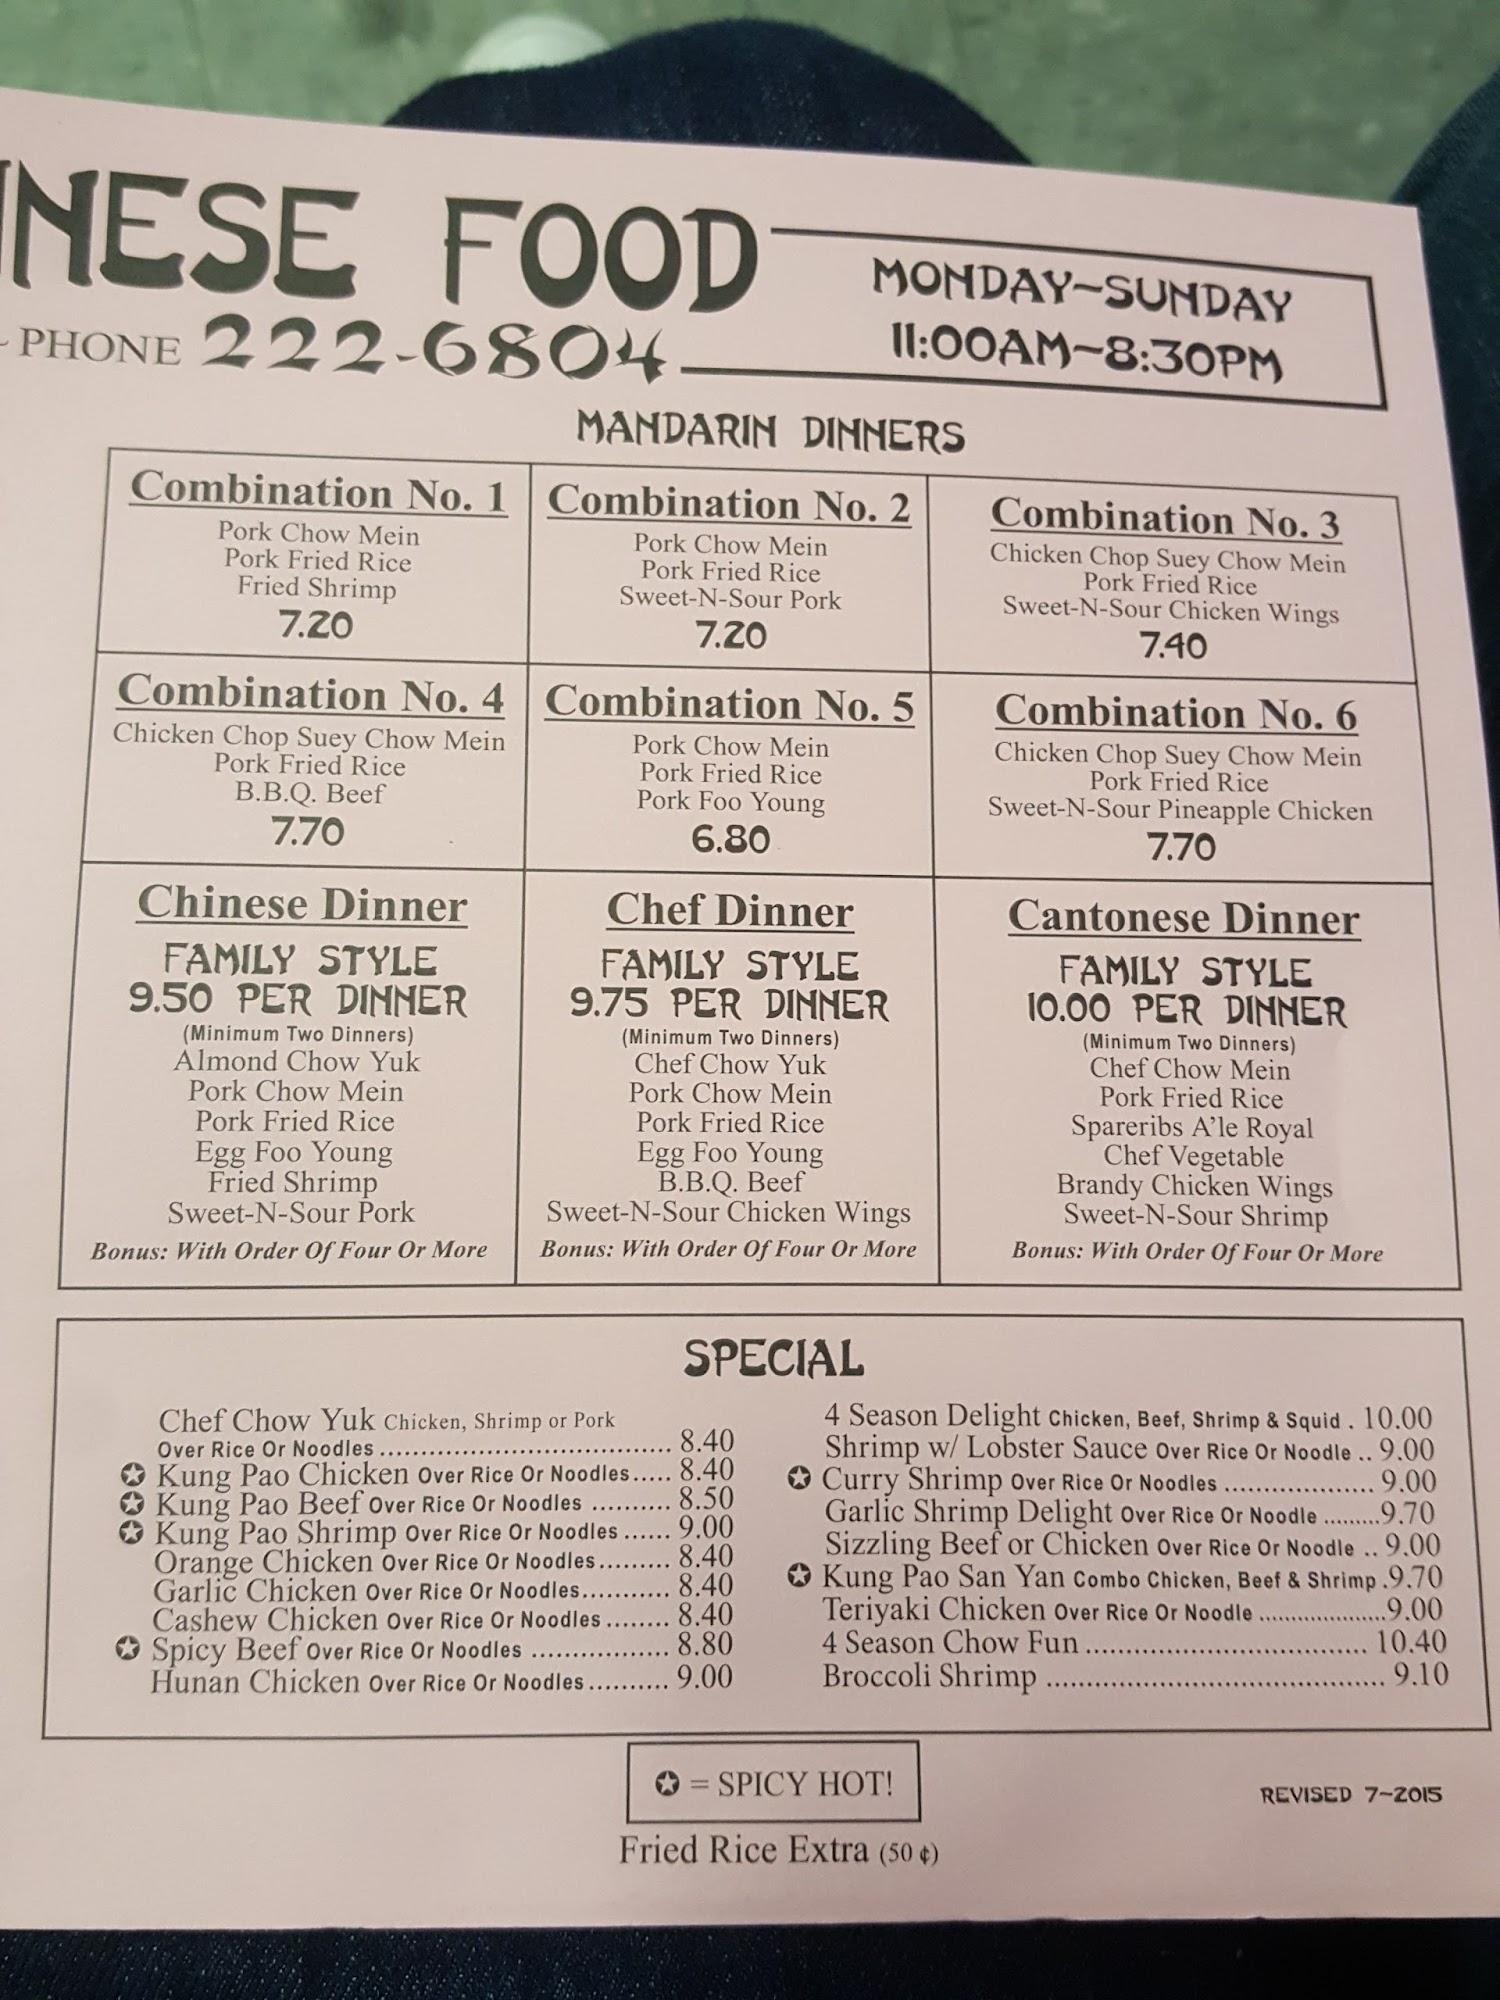 NESE FOOD
PHONE 222-6804
MONDAY~SUNDAY
11:00AM~8:30PM
MANDARIN DINNERS
Combination No. 1
Pork Chow Mein
Pork Fried Rice
Fried Shrimp
7.20
Combination No. 2
Pork Chow Mein
Pork Fried Rice
Sweet-N-Sour Pork
7.20
Combination No. 3
Chicken Chop Suey Chow Mein
Pork Fried Rice
Sweet-N-Sour Chicken Wings
7.40
Combination No. 4
Chicken Chop Suey Chow Mein
Pork Fried Rice
B.B.Q. Beef
7.70
Combination No. 5
Pork Chow Mein
Pork Fried Rice
Pork Foo Young
6.80
Combination No. 6
Chicken Chop Suey Chow Mein
Pork Fried Rice
Sweet-N-Sour Pineapple Chicken
7.70
Chinese Dinner
FAMILY STYLE
9.50 PER DINNER
(Minimum Two Dinners)
Almond Chow Yuk
Pork Chow Mein
Pork Fried Rice
Egg Foo Young
Fried Shrimp
Sweet-N-Sour Pork
Bonus: With Order Of Four Or More
Chef Dinner
FAMILY STYLE
9.75 PER DINNER
(Minimum Two Dinners)
Chef Chow Yuk
Pork Chow Mein
Pork Fried Rice
Egg Foo Young
B.B.Q. Beef
Sweet-N-Sour Chicken Wings
Bonus: With Order Of Four Or More
Cantonese Dinner
FAMILY STYLE
10.00 PER DINNER
(Minimum Two Dinners)
Chef Chow Mein
Pork Fried Rice
Spareribs A'le Royal
Chef Vegetable
Brandy Chicken Wings
Sweet-N-Sour Shrimp
Bonus: With Order Of Four Or More
SPECIAL
Chef Chow Yuk Chicken, Shrimp or Pork
Over Rice Or Noodles .................................. 8.40
✪ Kung Pao Chicken Over Rice Or Noodles..... 8.40
✪ Kung Pao Beef Over Rice Or Noodles .......... 8.50
✪ Kung Pao Shrimp Over Rice Or Noodles ...... 9.00
Orange Chicken Over Rice Or Noodles......... 8.40
Garlic Chicken Over Rice Or Noodles........... 8.40
Cashew Chicken Over Rice Or Noodles ........ 8.40
✪ Spicy Beef Over Rice Or Noodles ................. 8.80
Hunan Chicken Over Rice Or Noodles.......... 9.00
4 Season Delight Chicken, Beef, Shrimp & Squid . 10.00
Shrimp w/ Lobster Sauce Over Rice Or Noodle .. 9.00
✪ Curry Shrimp Over Rice Or Noodles ................... 9.00
Garlic Shrimp Delight Over Rice Or Noodle .........9.70
Sizzling Beef or Chicken Over Rice Or Noodle .. 9.00
✪ Kung Pao San Yan Combo Chicken, Beef & Shrimp .9.70
Teriyaki Chicken Over Rice Or Noodle .....................9.00
4 Season Chow Fun .................................. 10.40
Broccoli Shrimp ......................................... 9.10
✪ = SPICY HOT!
REVISED 7~2015
Fried Rice Extra (50 ¢)